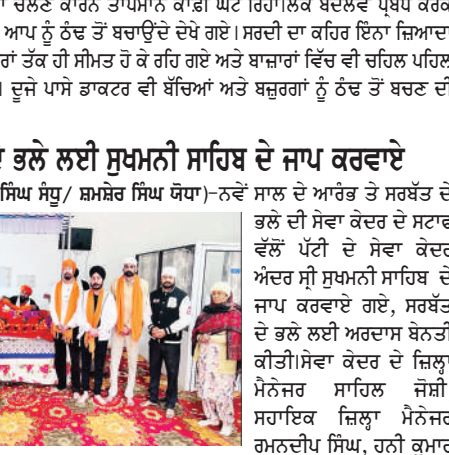 ਚਲਣ ਕਾਰਨ ਤਾਪਮਾਨ ਕਾਫ਼ੀ ਘੱਟ ਰਿਹਾਲਕ ਬਦਲਵੇਂ ਪ੍ਰਬੰਧ ਕਰਕੇ
ਆਪ ਨੂੰ ਠੰਢ ਤੋਂ ਬਚਾਉਂਦੇ ਦੇਖੇ ਗਏ। ਸਰਦੀ ਦਾ ਕਹਿਰ ਇੰਨਾ ਜ਼ਿਆਦਾ
ਰਾਂ ਤੱਕ ਹੀ ਸੀਮਤ ਹੋ ਕੇ ਰਹਿ ਗਏ ਅਤੇ ਬਾਜ਼ਾਰਾਂ ਵਿੱਚ ਵੀ ਚਹਿਲ ਪਹਿਲ
। ਦੂਜੇ ਪਾਸੇ ਡਾਕਟਰ ਵੀ ਬੱਚਿਆਂ ਅਤੇ ਬਜ਼ੁਰਗਾਂ ਨੂੰ ਠੰਢ ਤੋਂ ਬਚਣ ਦੀ
ਭਲੇ ਲਈ ਸੁਖਮਨੀ ਸਾਹਿਬ ਦੇ ਜਾਪ ਕਰਵਾਏ
ਸਿੰਘ ਸੰਧੂ/ ਸ਼ਮਸ਼ੇਰ ਸਿੰਘ ਯੋਧਾ)-ਨਵੇਂ ਸਾਲ ਦੇ ਆਰੰਭ ਤੇ ਸਰਬੱਤ ਦੇ
ਭਲੇ ਦੀ ਸੇਵਾ ਕੇਦਰ ਦੇ ਸਟਾਫ
ਵੱਲੋਂ ਪੱਟੀ ਦੇ ਸੇਵਾ ਕੇਦਰ
ਅੰਦਰ ਸ੍ਰੀ ਸੁਖਮਨੀ ਸਾਹਿਬ ਦੇ
ਜਾਪ ਕਰਵਾਏ ਗਏ, ਸਰਬੱਤ
ਦੇ ਭਲੇ ਲਈ ਅਰਦਾਸ ਬੇਨਤੀ
ਕੀਤੀ।ਸੇਵਾ ਕੇਦਰ ਦੇ ਜ਼ਿਲ੍ਹਾ
ਮੈਨੇਜਰ ਸਾਹਿਲ ਜੋਸ਼ੀ
ਸਹਾਇਕ ਜ਼ਿਲ੍ਹਾ ਮੈਨੇਜਰ
ਰਮਨਦੀਪ ਸਿੰਘ, ਹਨੀ ਕੁਮਾਰ